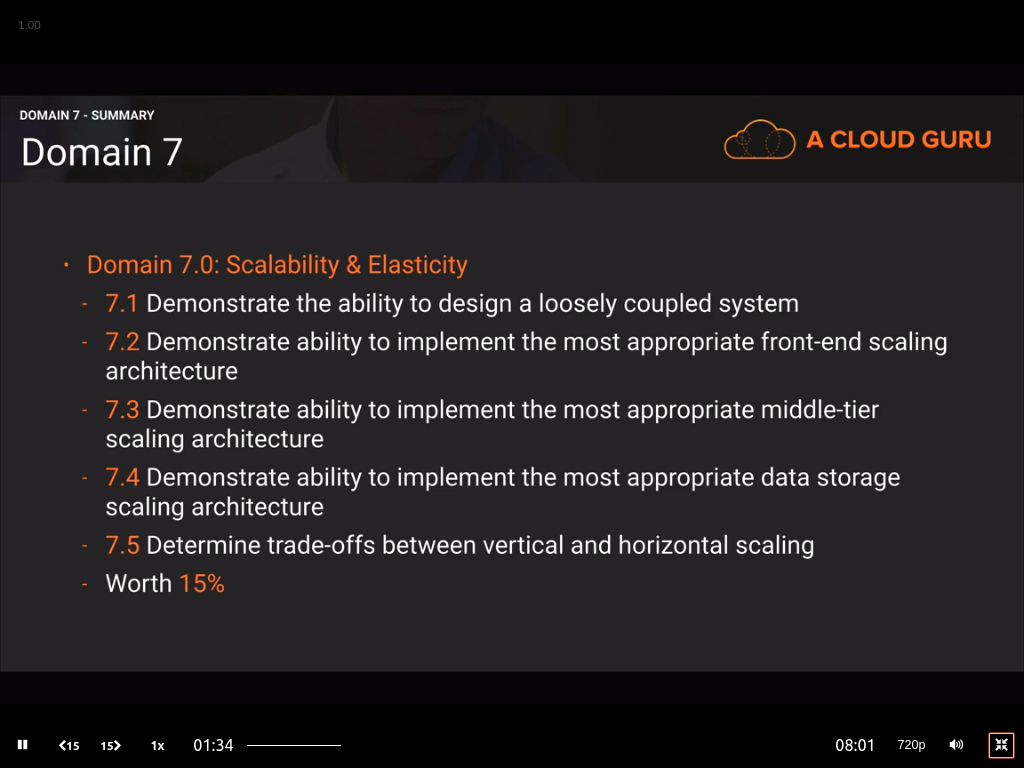 1.00
DOMAIN 7 - SUMMARY
Domain 7
A CLOUD GURU
• Domain 7.0: Scalability & Elasticity
- 7.1 Demonstrate the ability to design a loosely coupled system
- 7.2 Demonstrate ability to implement the most appropriate front-end scaling
architecture
- 7.3 Demonstrate ability to implement the most appropriate middle-tier
scaling architecture
- 7.4 Demonstrate ability to implement the most appropriate data storage
scaling architecture
- 7.5 Determine trade-offs between vertical and horizontal scaling
- Worth 15%
15 15 1x 01:34 08:01 720p